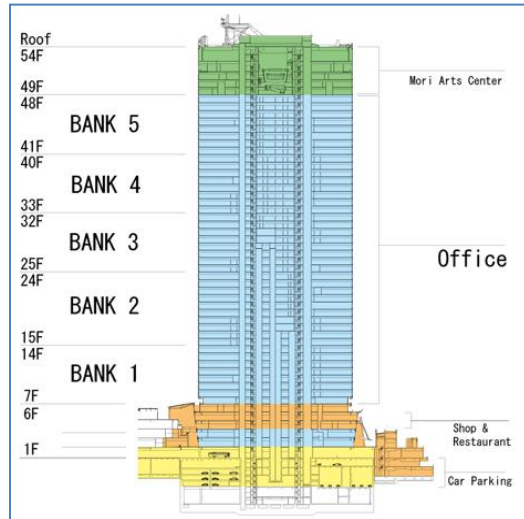 Roof
54F
Mori Arts Center
49F
48F
BANK 5
41F
40F
BANK 4
33F
32F
BANK 3
Office
25F
24F
BANK 2
15F
14F
BANK 1
7F
6F
Shop &
Restaurant
1F
Car Parking